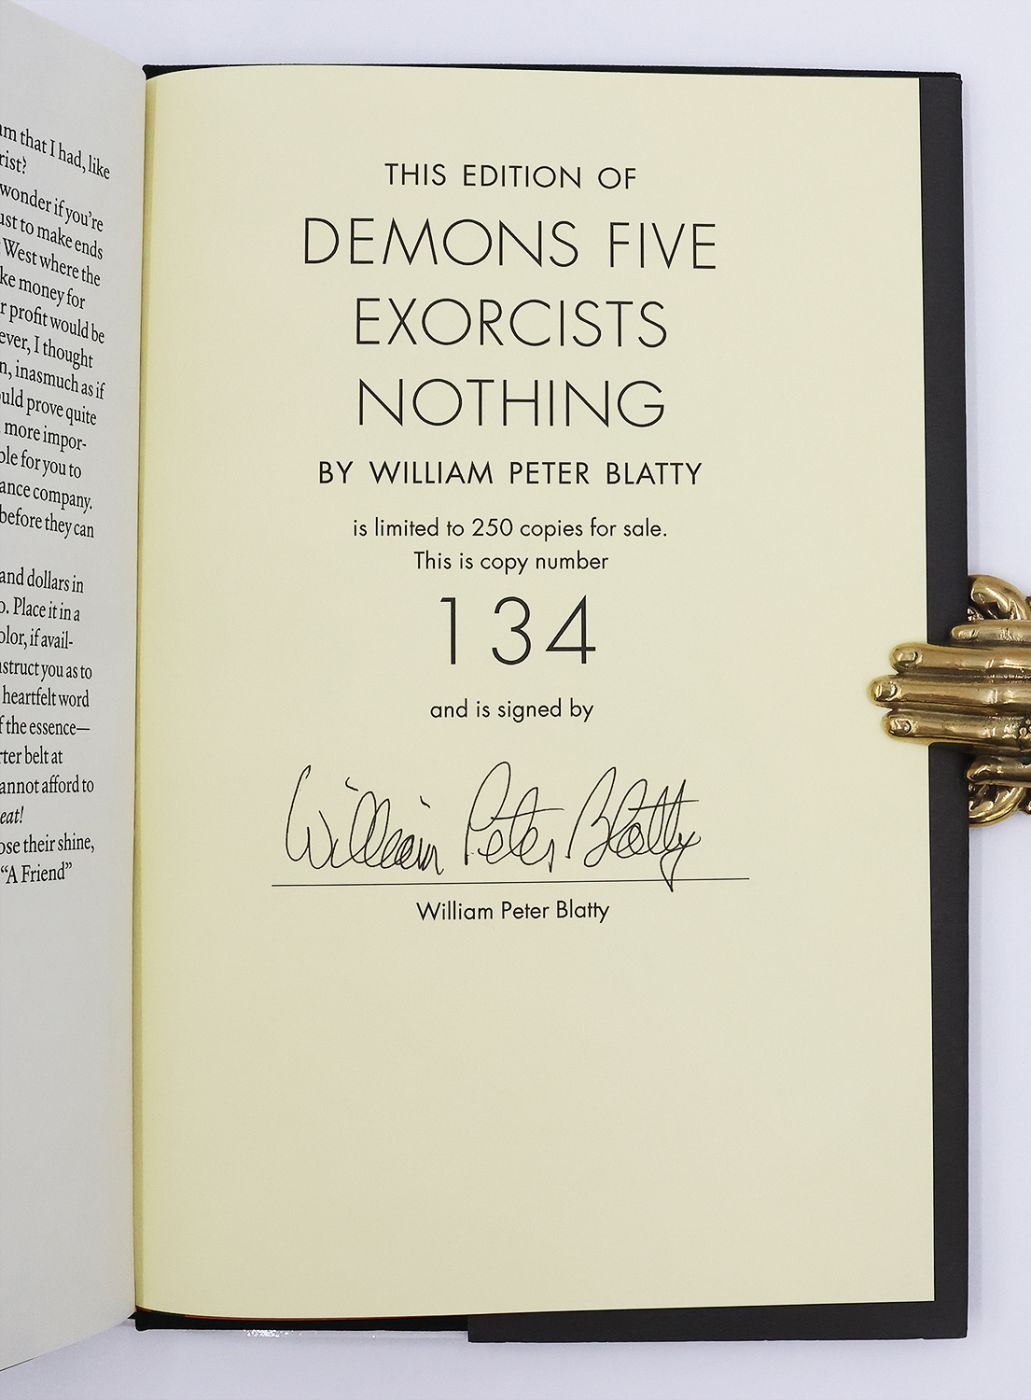 am that I had, like
rist?
wonder if you're
ust to make ends
West where the
ke money for
r profit would be
ever, I thought
n, inasmuch as if
ould prove quite
more impor-
ble for you to
ance company.
before they can
and dollars in
o. Place it in a
olor, if avail-
nstruct you as to
heartfelt word
f the essence—
rter belt at
annot afford to
eat!
ose their shine,
"A Friend"
THIS EDITION OF
DEMONS FIVE
EXORCISTS
NOTHING
BY WILLIAM PETER BLATTY
is limited to 250 copies for sale.
This is copy number
134
and is signed by
William Peter Blatty
William Peter Blatty